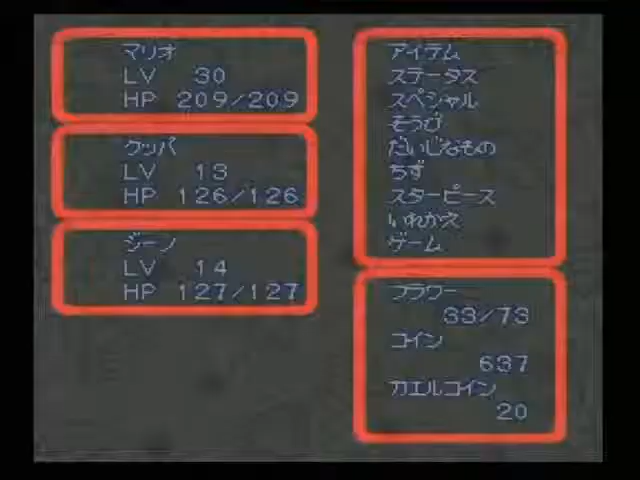 マリオ
LV 30
HP 209/209
クッパ
LV 13
HP 126/126
ジーノ
LV 14
HP 127/127
アイテム
ステータス
スペシャル
そうび
だいじなもの
ちず
スターピース
いれかえ
ゲーム
フラワー
33/73
コイン
637
カエルコイン
20